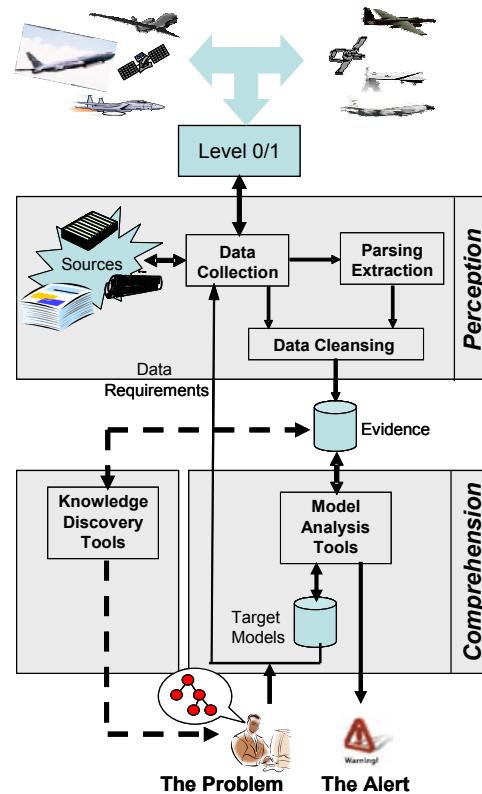 Level 0/1
Sources
Data
Collection
Parsing
Extraction
Perception
Data Cleansing
Data
Requirements
Evidence
Knowledge
Discovery
Tools
Model
Analysis
Tools
Comprehension
Target
Models
Warning!
The Problem
The Alert